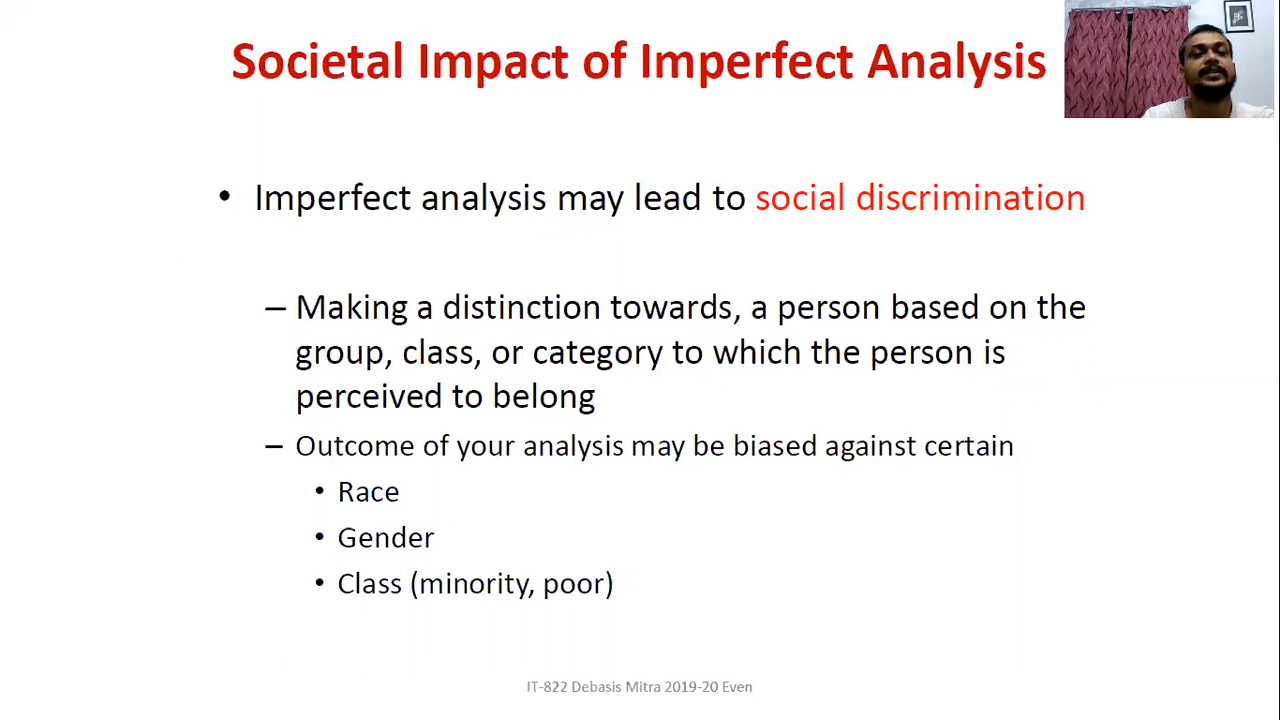 Societal Impact of Imperfect Analysis
• Imperfect analysis may lead to social discrimination
– Making a distinction towards, a person based on the
group, class, or category to which the person is
perceived to belong
– Outcome of your analysis may be biased against certain
• Race
• Gender
• Class (minority, poor)
IT-822 Debasis Mitra 2019-20 Even